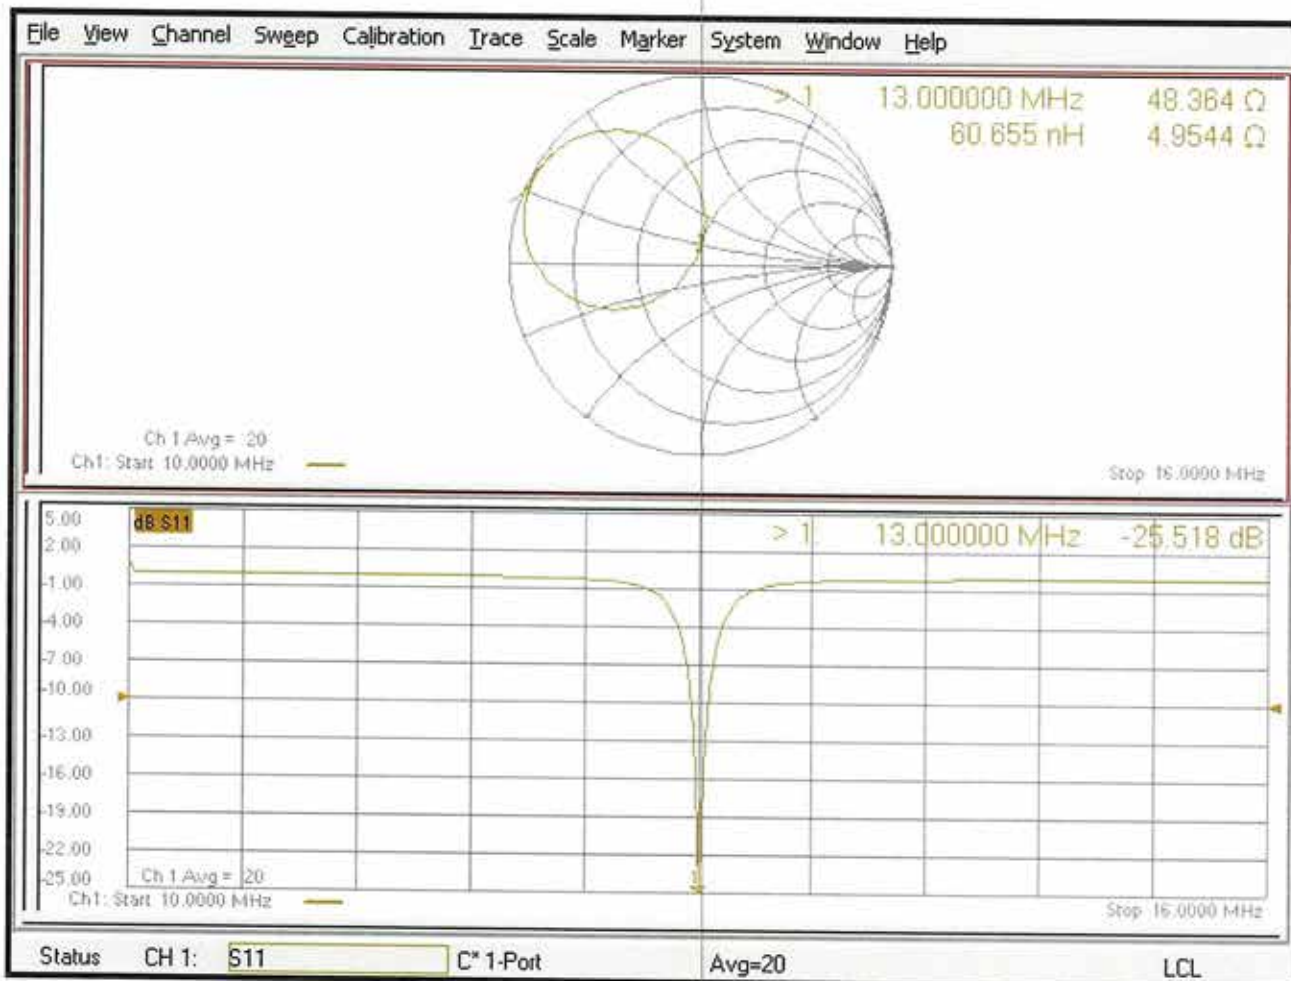 File View Channel Sweep Calibration Trace Scale Marker System Window Help
> 1 13.000000 MHz 48.364 Ω
60.655 nH 4.9544 Ω
Ch 1 Avg = 20
Ch1: Start 10.0000 MHz
Stop 16.0000 MHz
5.00
dB S11
> 1 13.000000 MHz -25.518 dB
2.00
-1.00
-4.00
-7.00
-10.00
-13.00
-16.00
-19.00
-22.00
-25.00
1
Ch 1 Avg = 20
Ch1: Start 10.0000 MHz
Stop 16.0000 MHz
Status CH 1: S11 C* 1-Port Avg=20 LCL